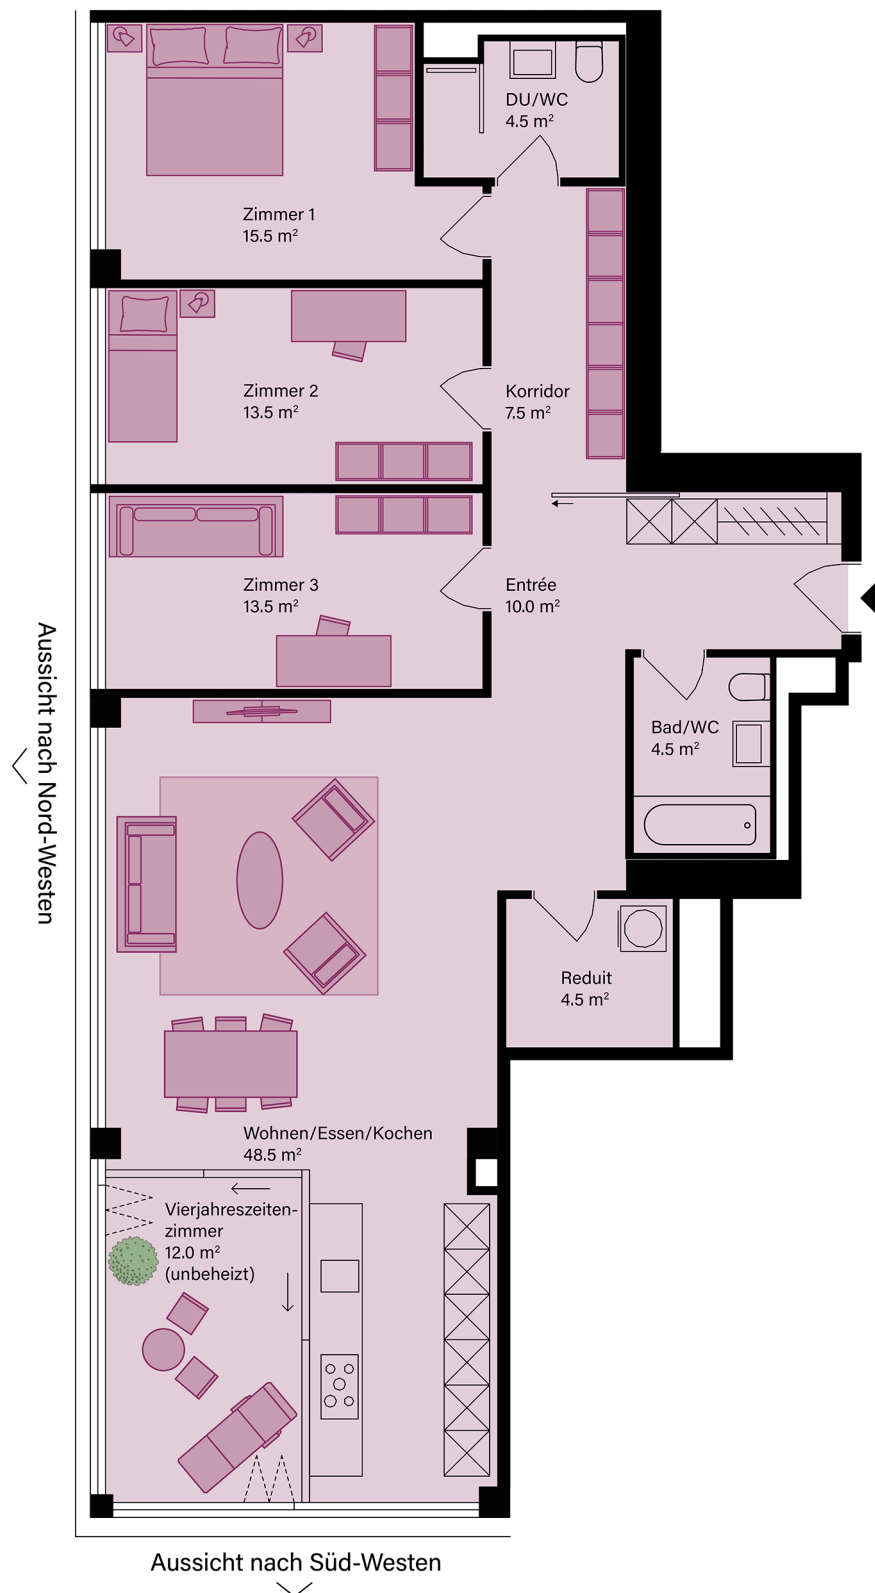 DU/WC
4.5 m²
Zimmer 1
15.5 m²
Zimmer 2
13.5 m²
Korridor
7.5 m²
Zimmer 3
13.5 m²
Entrée
10.0 m²
Aussicht nach Nord-Westen
Bad/WC
4.5 m²
Reduit
4.5 m²
Wohnen/Essen/Kochen
48.5 m²
Vierjahreszeiten-
zimmer
12.0 m²
(unbeheizt)
Aussicht nach Süd-Westen